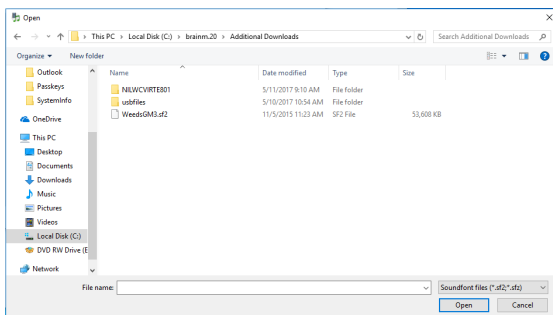 Open
This PC > Local Disk (C:) > brainm.20 > Additional Downloads
Search Additional Downloads
Organize New folder
Name Date modified Type Size
Outlook
Passkeys
SystemInfo
OneDrive
This PC
Desktop
Documents
Downloads
Music
Pictures
Videos
Local Disk (C:)
DVD RW Drive (E
Network
NILWCVIRTE801 5/11/2017 9:10 AM File folder
usbfiles 5/10/2017 10:54 AM File folder
WeedsGM3.sf2 11/5/2015 11:23 AM SF2 File 53,608 KB
File name:
Soundfont files (*.sf2;*.sfz)
Open Cancel